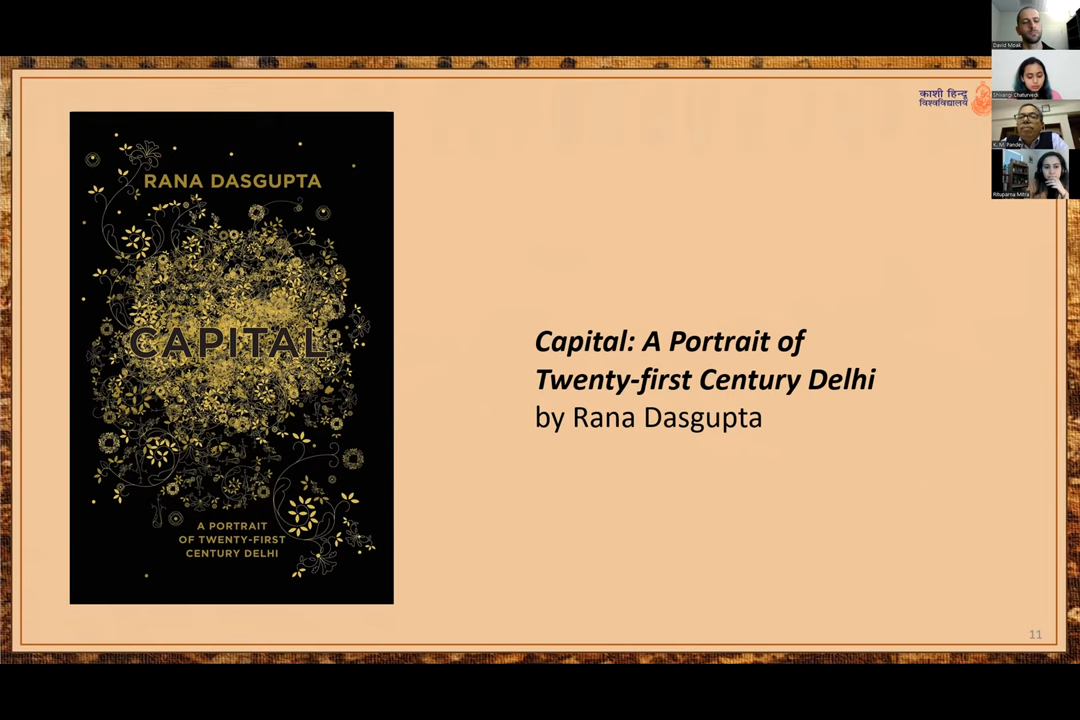 RANA DASGUPTA
CAPITAL
A PORTRAIT
OF TWENTY-FIRST
CENTURY DELHI
Capital: A Portrait of
Twenty-first Century Delhi
by Rana Dasgupta
काशी हिन्दू
विश्वविद्यालय
David Moak
Shivangi Chaturvedi
K. M. Pandey
Rituparna Mitra
11